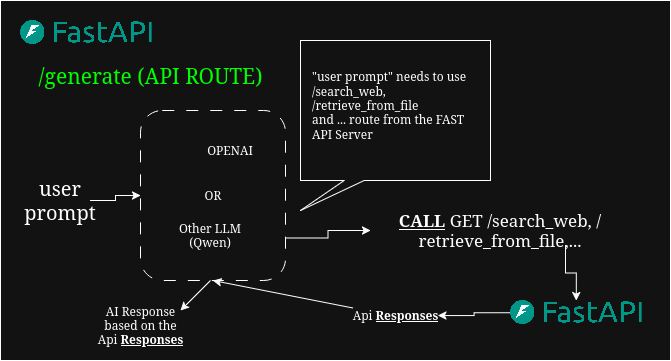 FastAPI
/generate (API ROUTE)
"user prompt" needs to use
/search_web,
/retrieve_from_file
and ... route from the FAST
API Server
OPENAI
OR
Other LLM
(Qwen)
user
prompt
CALL GET /search_web, /
retrieve_from_file,...
Api Responses
FastAPI
AI Response
based on the
Api Responses